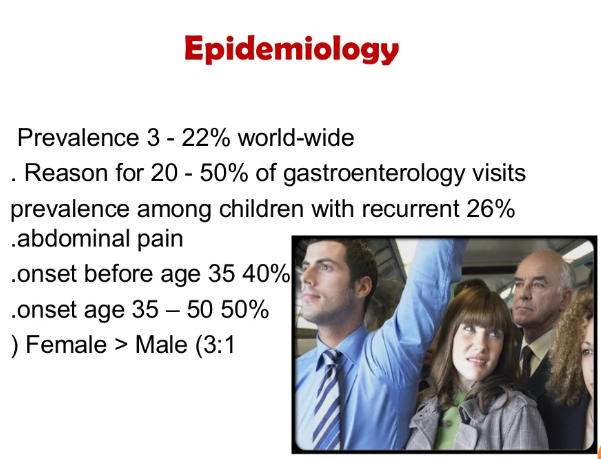 Epidemiology
Prevalence 3 - 22% world-wide
. Reason for 20 - 50% of gastroenterology visits
prevalence among children with recurrent 26%
.abdominal pain
.onset before age 35 40%
.onset age 35 – 50 50%
) Female > Male (3:1